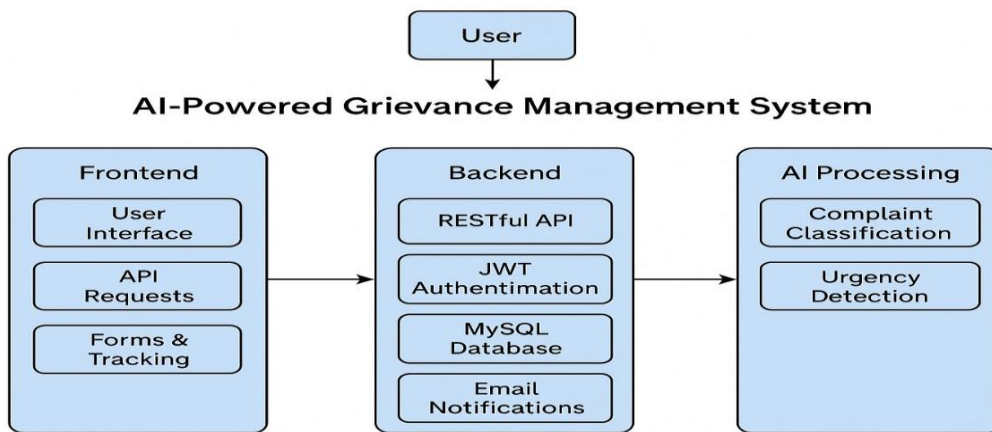 User
AI-Powered Grievance Management System
Frontend
User
Interface
API
Requests
Forms &
Tracking
Backend
RESTful API
JWT
Authentimation
MySQL
Database
Email
Notifications
AI Processing
Complaint
Classification
Urgency
Detection